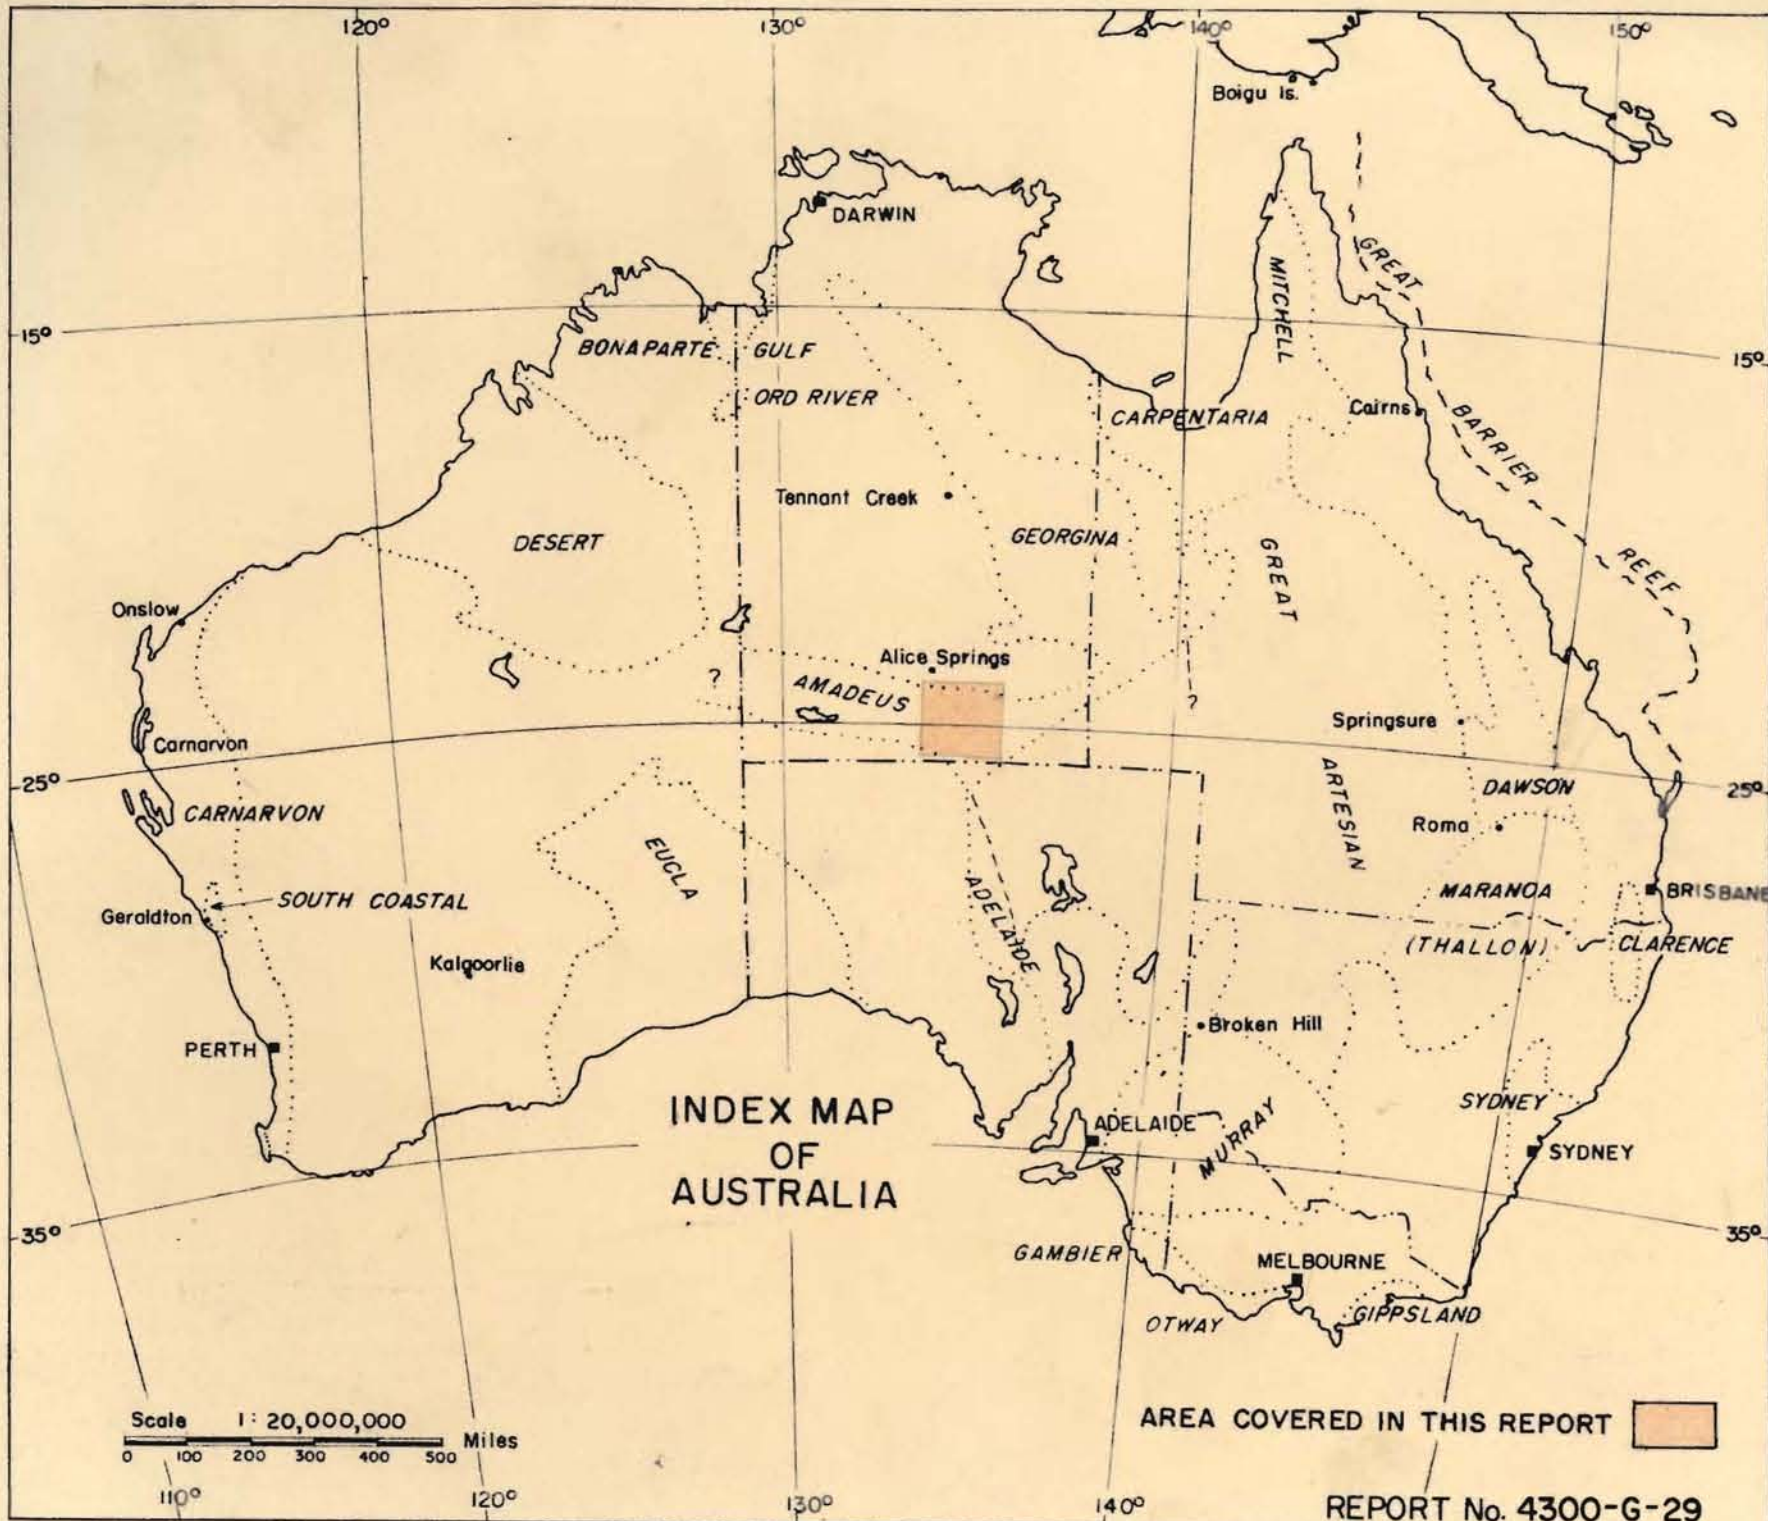 120°
130°
140°
150°
Boigu Is.
DARWIN
GREAT
MITCHELL
15°
BONAPARTE GULF
15°
ORD RIVER
CARPENTARIA
Cairns
BARRIER
Tennant Creek
DESERT
GEORGINA
GREAT
REEF
Onslow
Alice Springs
?
AMADEUS
?
Springsure
Carnarvon
25°
ARTESIAN
DAWSON
25°
CARNARVON
Roma
EUCLA
ADELAIDE
MARANOA
BRISBANE
SOUTH COASTAL
Geraldton
(THALLON)
CLARENCE
Kalgoorlie
Broken Hill
PERTH
SYDNEY
INDEX MAP
OF
AUSTRALIA
ADELAIDE
MURRAY
SYDNEY
35°
35°
GAMBIER
MELBOURNE
OTWAY
GIPPSLAND
Scale 1: 20,000,000
Miles
0 100 200 300 400 500
AREA COVERED IN THIS REPORT
110°
120°
130°
140°
REPORT No. 4300-G-29